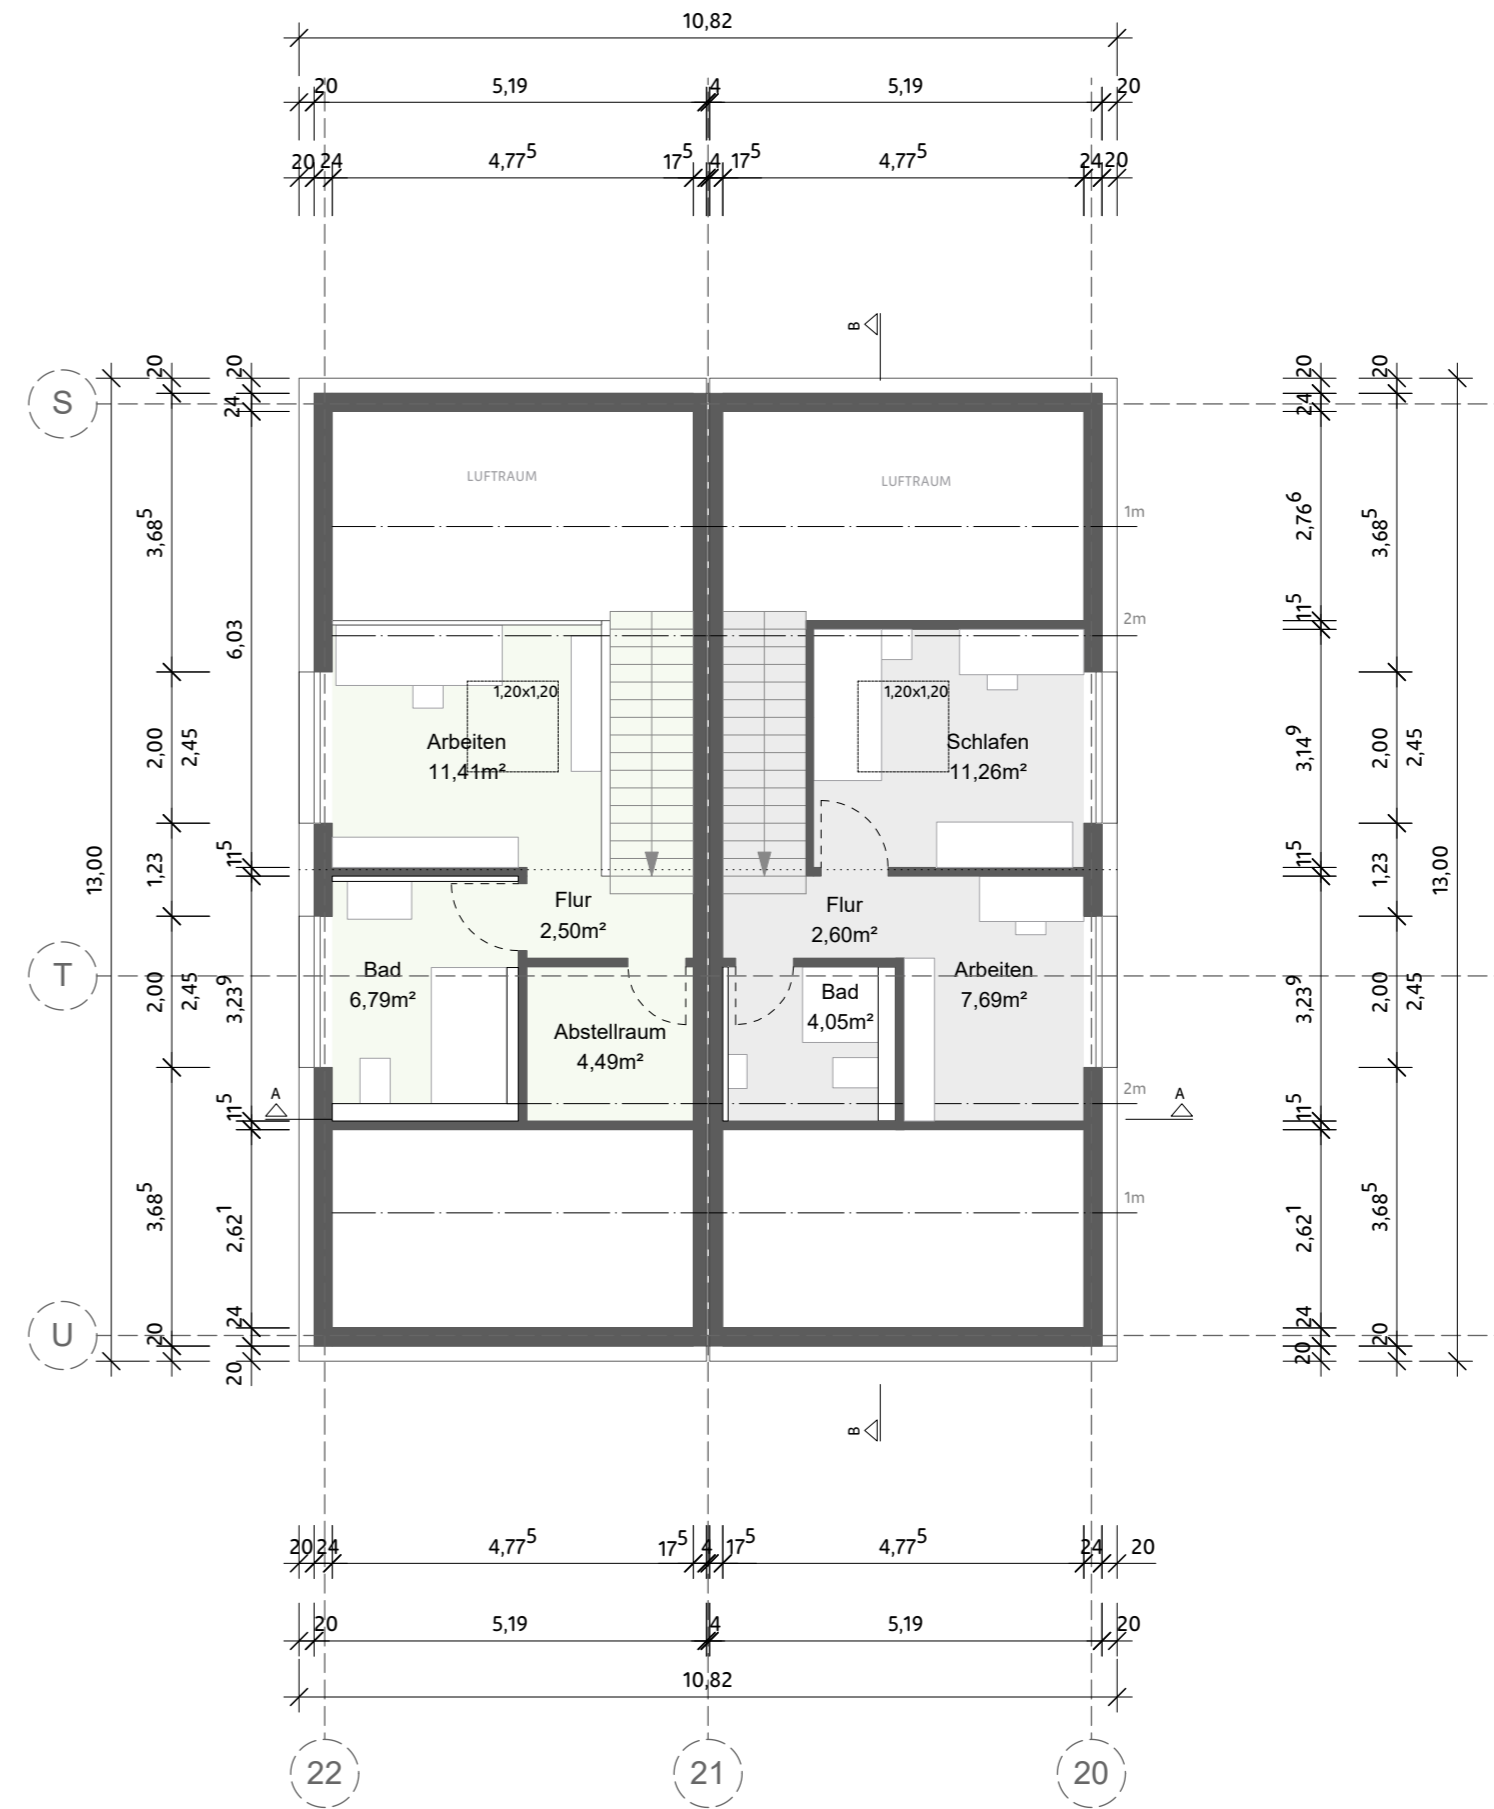 10,82
20 5,19 4 5,19 20
20 24 4,77⁵ 17⁵ 4 17⁵ 4,77⁵ 24 20
B
S
20 20 20 20
24 24
LUFTRAUM LUFTRAUM
3,68⁵ 1m 2,76⁶ 3,68⁵
6,03 2m 11⁵
1,20x1,20 1,20x1,20
2,00 2,45 Arbeiten Schlafen 3,14⁹ 2,00 2,45
11,41m² 11,26m²
13,00 1,23 11⁵ 11⁵ 1,23 13,00
Flur Flur
2,50m² 2,60m²
T
Bad Arbeiten
6,79m² 7,69m²
Bad
4,05m²
2,00 2,45 3,23⁹ 3,23⁹ 2,00 2,45
Abstellraum
4,49m²
A 2m A
11⁵ 11⁵
3,68⁵ 2,62¹ 1m 2,62¹ 3,68⁵
24 24
U
20 20 20 20
B
20 24 4,77⁵ 17⁵ 4 17⁵ 4,77⁵ 24 20
20 5,19 4 5,19 20
10,82
22 21 20